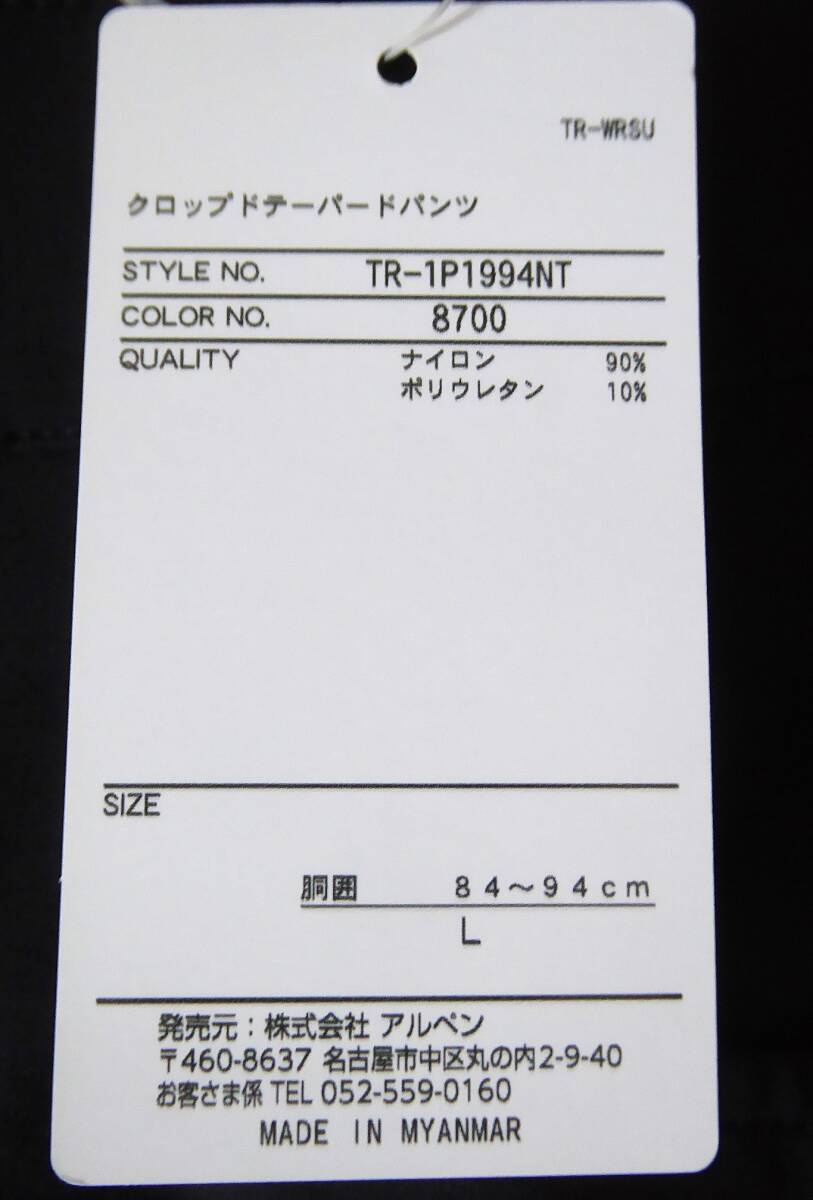 TR-WRSU
クロップドテーパードパンツ
STYLE NO. TR-1P1994NT
COLOR NO. 8700
QUALITY ナイロン 90%
ポリウレタン 10%
SIZE
胴囲 84〜94cm
L
発売元：株式会社 アルペン
〒460-8637 名古屋市中区丸の内2-9-40
お客さま係 TEL 052-559-0160
MADE IN MYANMAR